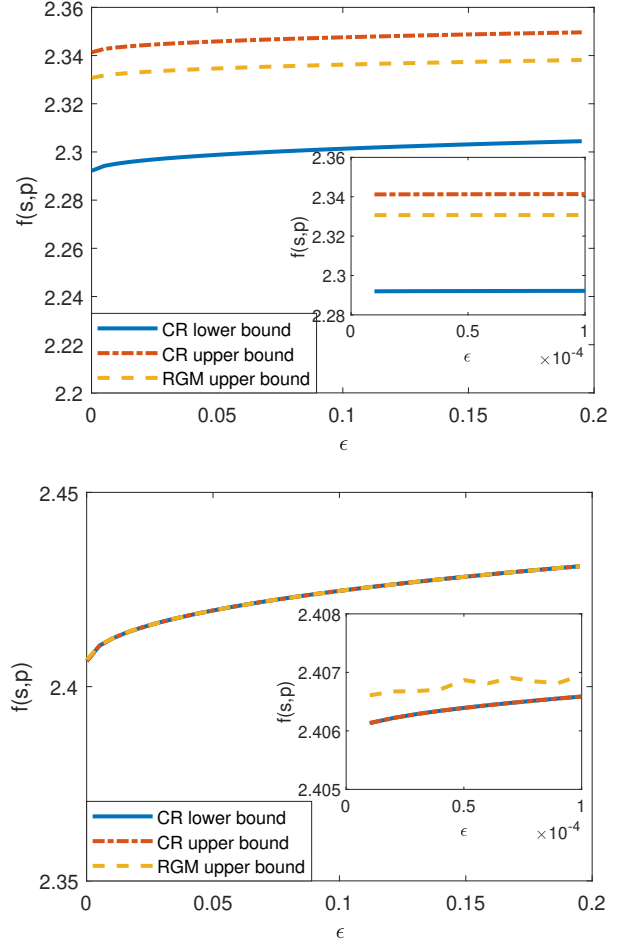 2.36
2.34
2.32
2.3
2.28
2.26
2.24
2.22
2.2
f(s,p)
0
0.05
0.1
0.15
0.2
ϵ
CR lower bound
CR upper bound
RGM upper bound
2.36
2.34
2.33
2.3
2.28
f(s,p)
0
0.5
1
ϵ
×10⁻⁴
2.45
2.4
2.35
f(s,p)
0
0.05
0.1
0.15
0.2
ϵ
CR lower bound
CR upper bound
RGM upper bound
2.408
2.407
2.406
2.405
f(s,p)
0
0.5
1
ϵ
×10⁻⁴